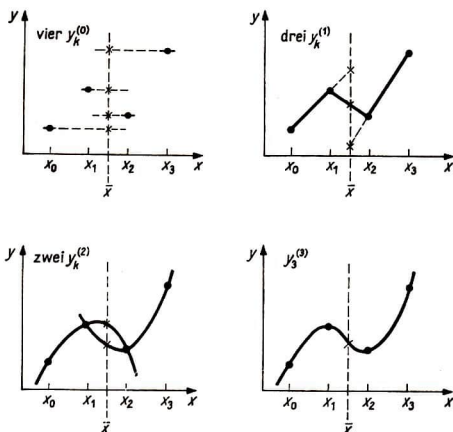 y
vier y_k^(0)
x_0 x_1 x_2 x_3 x
x̄
y
drei y_k^(1)
x_0 x_1 x_2 x_3 x
x̄
y
zwei y_k^(2)
x_0 x_1 x_2 x_3 x
x̄
y
y_3^(3)
x_0 x_1 x_2 x_3 x
x̄